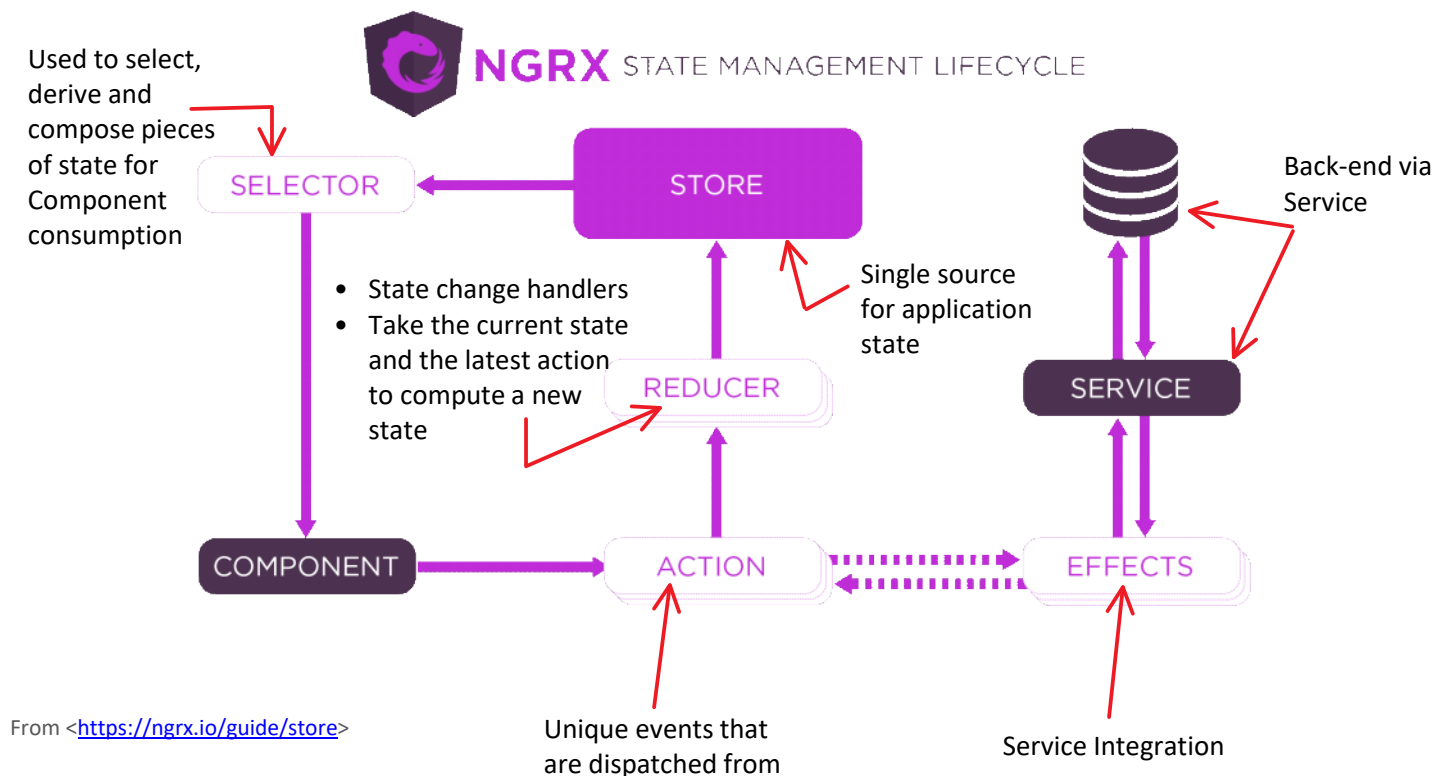 NGRX STATE MANAGEMENT LIFECYCLE
Used to select,
derive and
compose pieces
of state for
Component
consumption
SELECTOR
STORE
Back-end via
Service
Single source
for application
state
• State change handlers
• Take the current state
and the latest action
to compute a new
state
REDUCER
SERVICE
COMPONENT
ACTION
EFFECTS
From <https://ngrx.io/guide/store>
Unique events that
are dispatched from
Service Integration